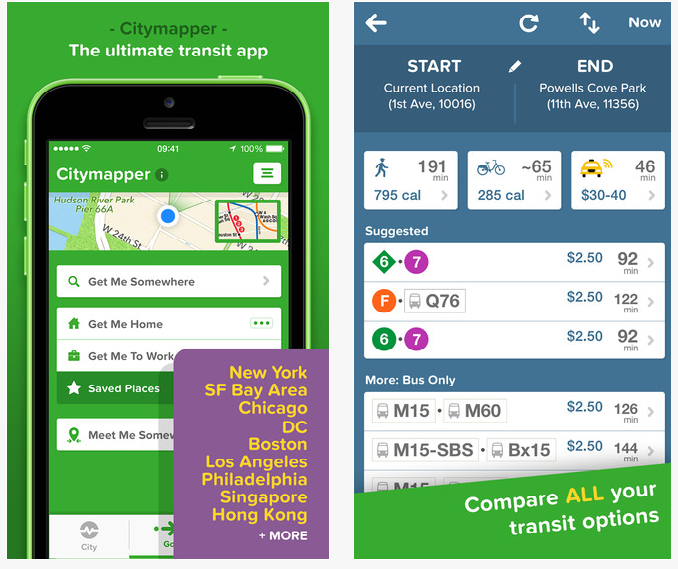 - Citymapper -
The ultimate transit app
09:41
100%
Citymapper i
Hudson River Park
Pier 66A
W 24th St.
W 24th St.
Get Me Somewhere
Get Me Home
Get Me To Work
Saved Places
Meet Me Somew
New York
SF Bay Area
Chicago
DC
Boston
Los Angeles
Philadelphia
Singapore
Hong Kong
+ MORE
City
Go
Now
START
END
Current Location
(1st Ave, 10016)
Powells Cove Park
(11th Ave, 11356)
191
min
795 cal
~65
min
285 cal
46
min
$30-40
Suggested
6 • 7 $2.50 92
min
F • Q76 $2.50 122
min
6 • 7 $2.50 92
min
More: Bus Only
M15 • M60 $2.50 126
min
M15-SBS • Bx15 $2.50 144
min
M15
Compare ALL your
transit options